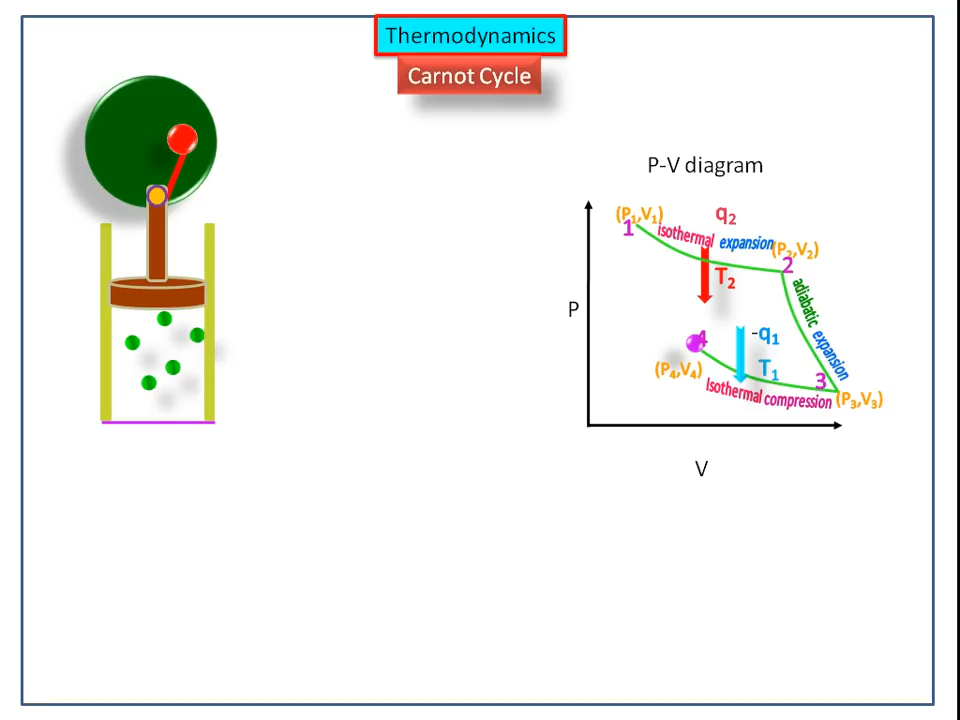 Thermodynamics
Carnot Cycle
P-V diagram
(P₁,V₁)
q₂
1
isothermal expansion
(P₂,V₂)
2
T₂
adiabatic expansion
P
4
-q₁
(P₄,V₄)
T₁
3
Isothermal compression
(P₃,V₃)
V